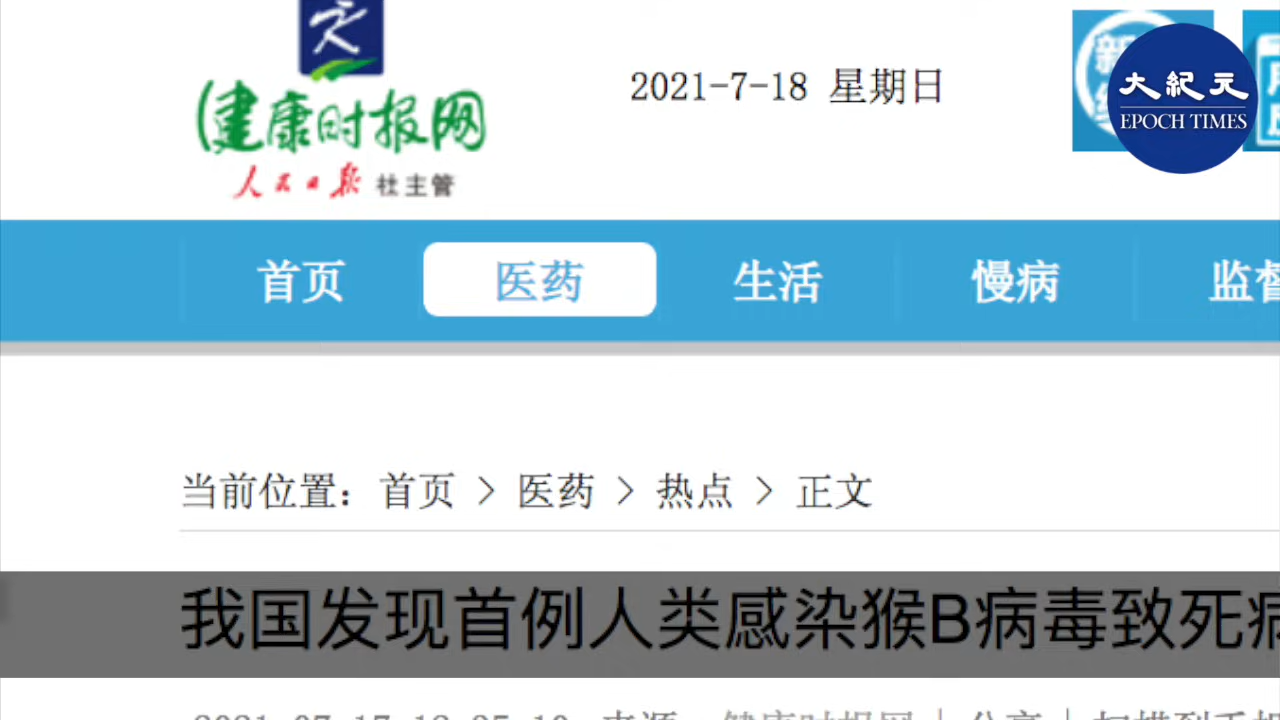 2021-7-18 星期日
大紀元
EPOCH TIMES
健康时报网
人民日报 社主管
首页 医药 生活 慢病
当前位置：首页 > 医药 > 热点 > 正文
我国发现首例人类感染猴B病毒致死